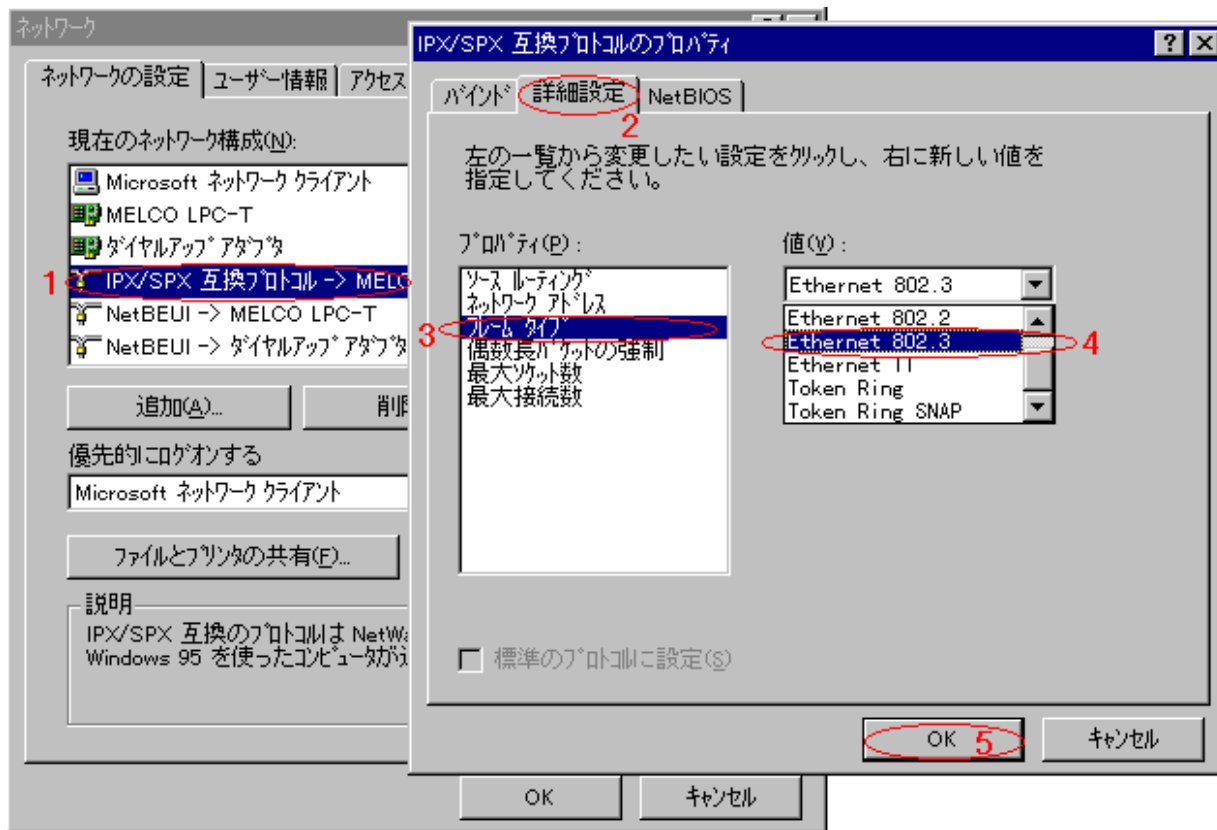 ネットワーク
ネットワークの設定
ユーザー情報
アクセス
現在のネットワーク構成(N):
Microsoft ネットワーク クライアント
MELCO LPC-T
ダイヤルアップ アダプタ
1
IPX/SPX 互換プロトコル -> MELC
NetBEUI -> MELCO LPC-T
NetBEUI -> ダイヤルアップ アダプタ
追加(A)...
削除
優先的にログオンする
Microsoft ネットワーク クライアント
ファイルとプリンタの共有(F)...
説明
IPX/SPX 互換のプロトコルは NetWa
Windows 95 を使ったコンピュータが
OK
キャンセル
IPX/SPX 互換プロトコルのプロパティ
バインド
詳細設定
NetBIOS
2
左の一覧から変更したい設定をクリックし、右に新しい値を
指定してください。
プロパティ(P):
ソース ルーティング
ネットワーク アドレス
3
フレーム タイプ
偶数長パケットの強制
最大ソケット数
最大接続数
値(V):
Ethernet 802.3
Ethernet 802.2
Ethernet 802.3
4
Ethernet II
Token Ring
Token Ring SNAP
標準のプロトコルに設定(S)
OK
5
キャンセル